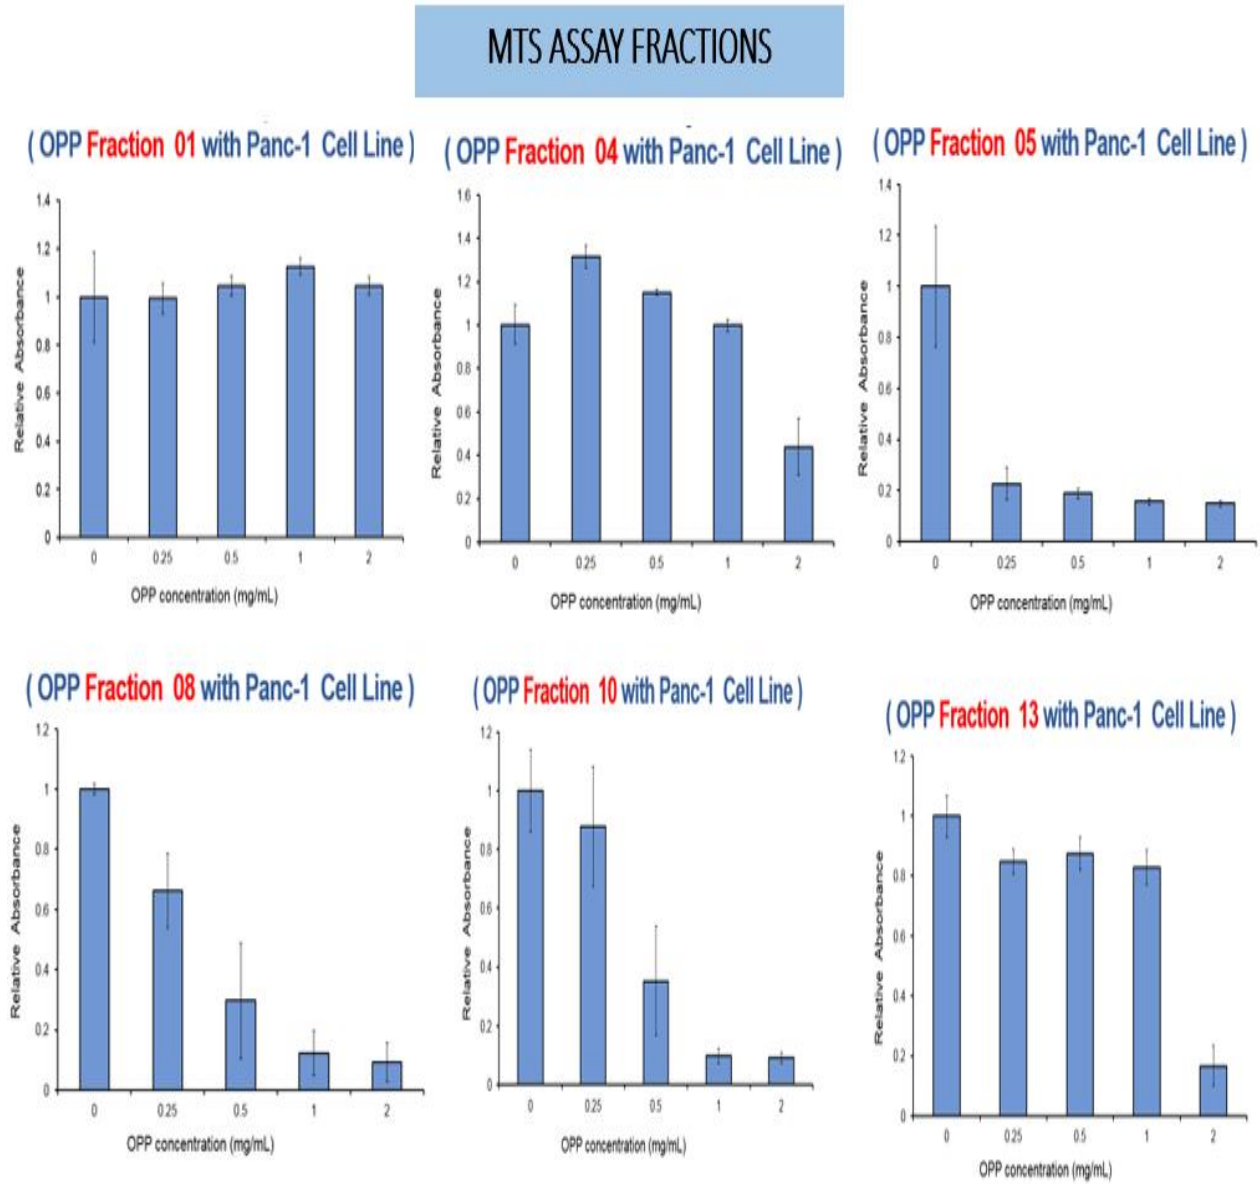 MTS ASSAY FRACTIONS
( OPP Fraction 01 with Panc-1 Cell Line )
1.4
1.2
1
0.8
0.6
0.4
0.2
0
Relative Absorbance
0 0.25 0.5 1 2
OPP concentration (mg/mL)
( OPP Fraction 04 with Panc-1 Cell Line )
1.6
1.4
1.2
1
0.8
0.6
0.4
0.2
0
Relative Absorbance
0 0.25 0.5 1 2
OPP concentration (mg/mL)
( OPP Fraction 05 with Panc-1 Cell Line )
1.4
1.2
1
0.8
0.6
0.4
0.2
0
Relative Absorbance
0 0.25 0.5 1 2
OPP concentration (mg/mL)
( OPP Fraction 08 with Panc-1 Cell Line )
1.2
1
0.8
0.6
0.4
0.2
0
Relative Absorbance
0 0.25 0.5 1 2
OPP concentration (mg/mL)
( OPP Fraction 10 with Panc-1 Cell Line )
1.2
1
0.8
0.6
0.4
0.2
0
Relative Absorbance
0 0.25 0.5 1 2
OPP concentration (mg/mL)
( OPP Fraction 13 with Panc-1 Cell Line )
1.2
1
0.8
0.6
0.4
0.2
0
Relative Absorbance
0 0.25 0.5 1 2
OPP concentration (mg/mL)